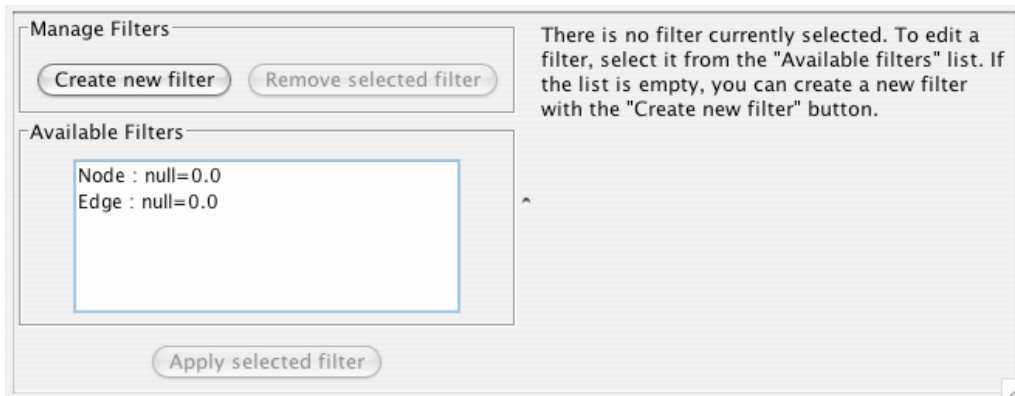 Manage Filters
Create new filter
Remove selected filter
Available Filters
Node : null=0.0
Edge : null=0.0
Apply selected filter
There is no filter currently selected. To edit a
filter, select it from the "Available filters" list. If
the list is empty, you can create a new filter
with the "Create new filter" button.